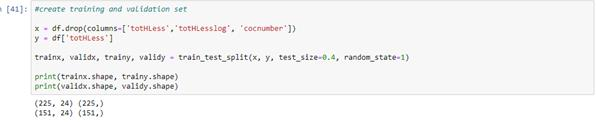 [41]: #create training and validation set
x = df.drop(columns=['totHLess','totHLesslog', 'cocnumber'])
y = df['totHLess']
trainx, validx, trainy, validy = train_test_split(x, y, test_size=0.4, random_state=1)
print(trainx.shape, trainy.shape)
print(validx.shape, validy.shape)
(225, 24) (225,)
(151, 24) (151,)